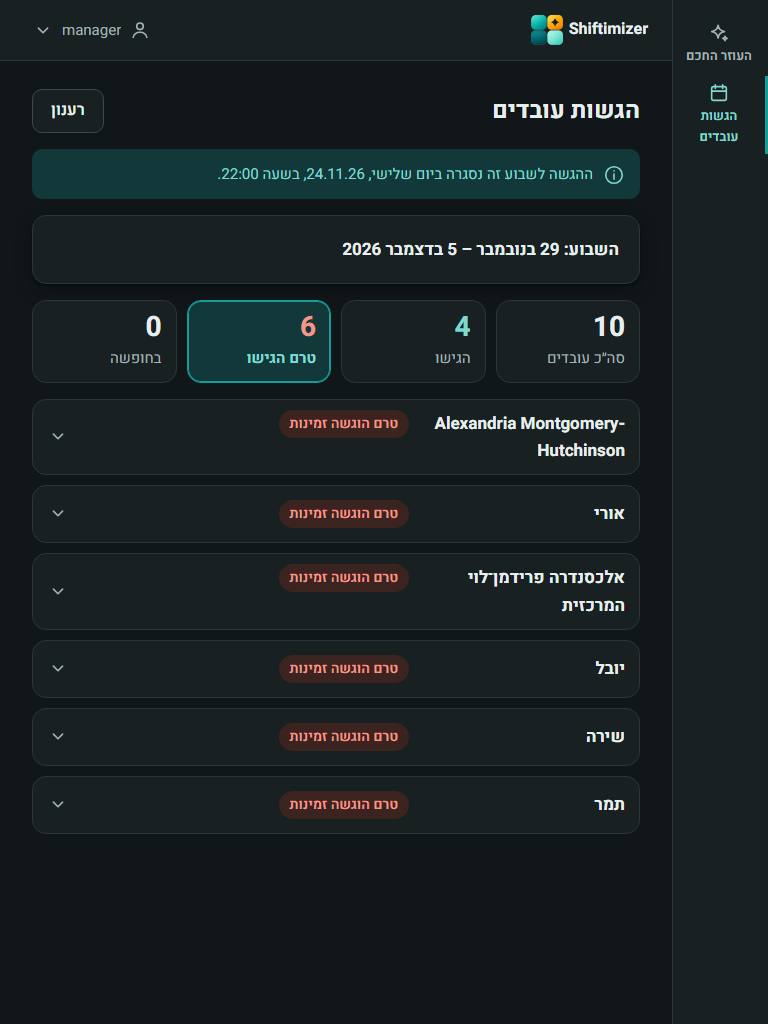 Shiftimizer
manager
העוזר החכם
הגשות
עובדים
הגשות עובדים
רענון
ההגשה לשבוע זה נסגרה ביום שלישי, 24.11.26, בשעה 22:00.
השבוע: 29 בנובמבר – 5 בדצמבר 2026
10
סה"כ עובדים
4
הגישו
6
טרם הגישו
0
בחופשה
Alexandria Montgomery-
Hutchinson
טרם הוגשה זמינות
אורי
טרם הוגשה זמינות
אלכסנדרה פרידמן־לוי
המרכזית
טרם הוגשה זמינות
יובל
טרם הוגשה זמינות
שירה
טרם הוגשה זמינות
תמר
טרם הוגשה זמינות